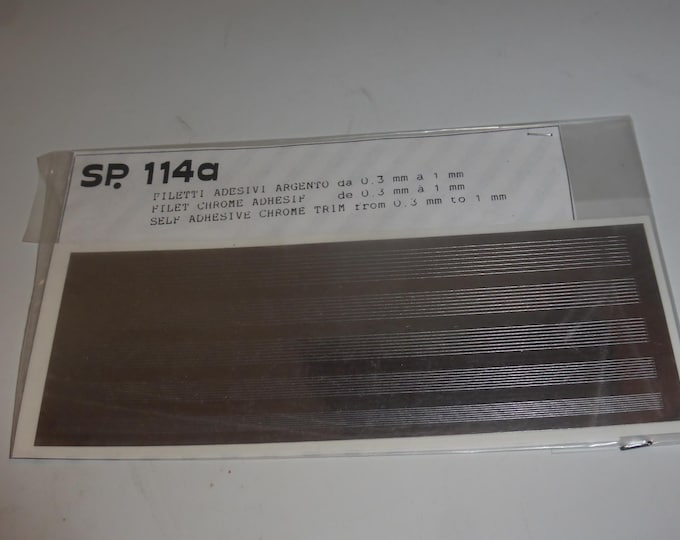 SP. 114a
FILETTI ADESIVI ARGENTO da 0.3 mm a 1 mm
FILET CHROME ADHESIF de 0.3 mm à 1 mm
SELF ADHESIVE CHROME TRIM from 0.3 mm to 1 mm